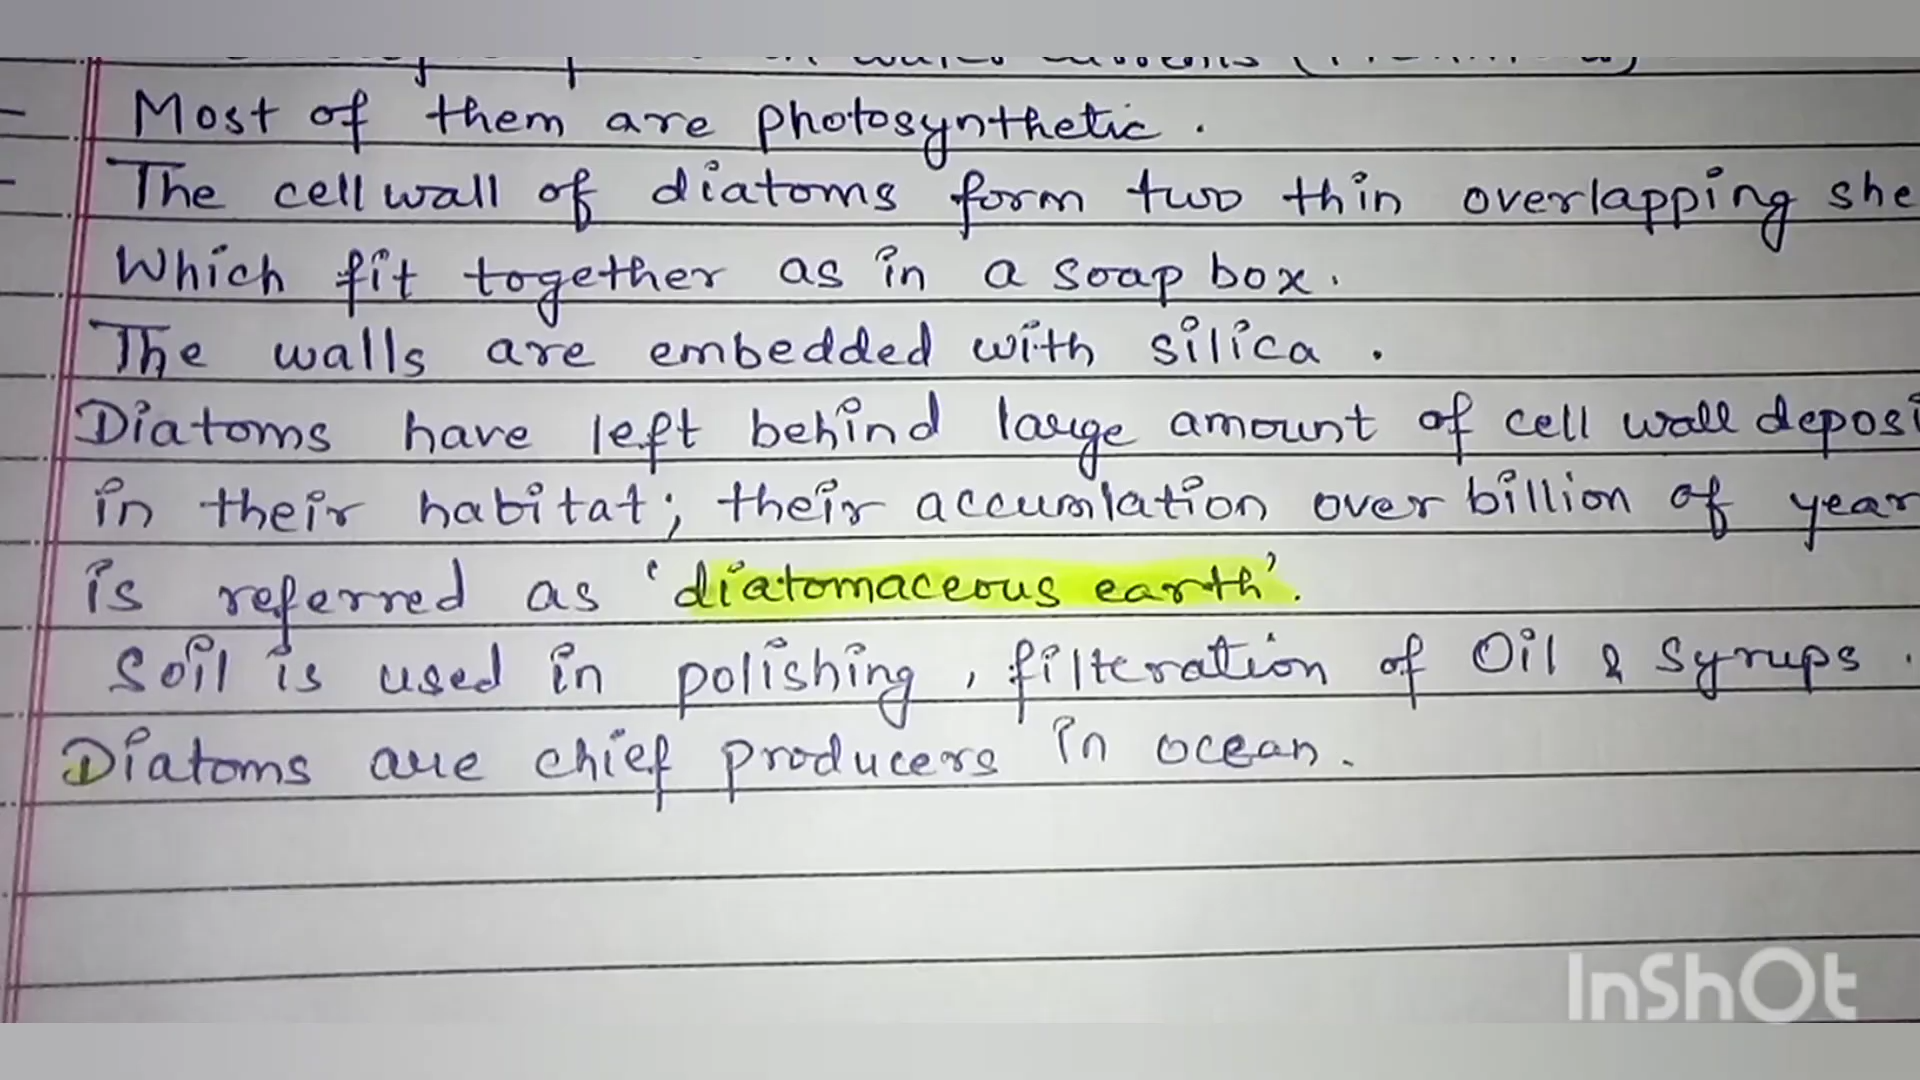 Most of them are photosynthetic .
The cell wall of diatoms form two thin overlapping she
Which fit together as in a soap box .
The walls are embedded with silica .
Diatoms have left behind large amount of cell wall deposi
in their habitat ; their accumlation over billion of year
is referred as 'diatomaceous earth'.
Soil is used in polishing , filteration of Oil & Syrups .
Diatoms are chief producers in ocean .
InShOt